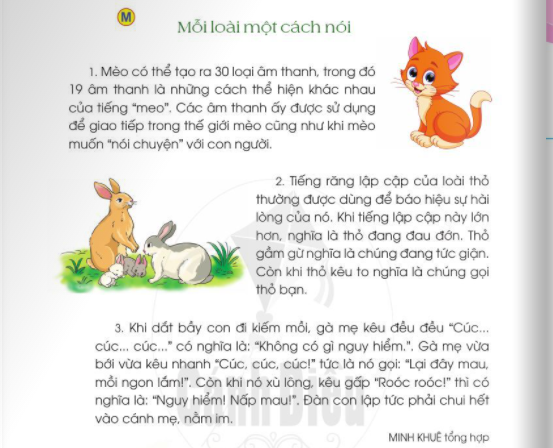 M
Mỗi loài một cách nói
1. Mèo có thể tạo ra 30 loại âm thanh, trong đó
19 âm thanh là những cách thể hiện khác nhau
của tiếng “meo”. Các âm thanh ấy được sử dụng
để giao tiếp trong thế giới mèo cũng như khi mèo
muốn “nói chuyện” với con người.
2. Tiếng răng lập cập của loài thỏ
thường được dùng để báo hiệu sự hài
lòng của nó. Khi tiếng lập cập này lớn
hơn, nghĩa là thỏ đang đau đớn. Thỏ
gầm gừ nghĩa là chúng đang tức giận.
Còn khi thỏ kêu to nghĩa là chúng gọi
thỏ bạn.
3. Khi dắt bầy con đi kiếm mồi, gà mẹ kêu đều đều “Cúc...
cúc... cúc...” có nghĩa là: “Không có gì nguy hiểm.”. Gà mẹ vừa
bới vừa kêu nhanh “Cúc, cúc, cúc!” tức là nó gọi: “Lại đây mau,
mồi ngon lắm!”. Còn khi nó xù lông, kêu gấp “Roóc roóc!” thì có
nghĩa là: “Nguy hiểm! Nấp mau!”. Đàn con lập tức phải chui hết
vào cánh mẹ, nằm im.
Cánh Diều
MINH KHUÊ tổng hợp